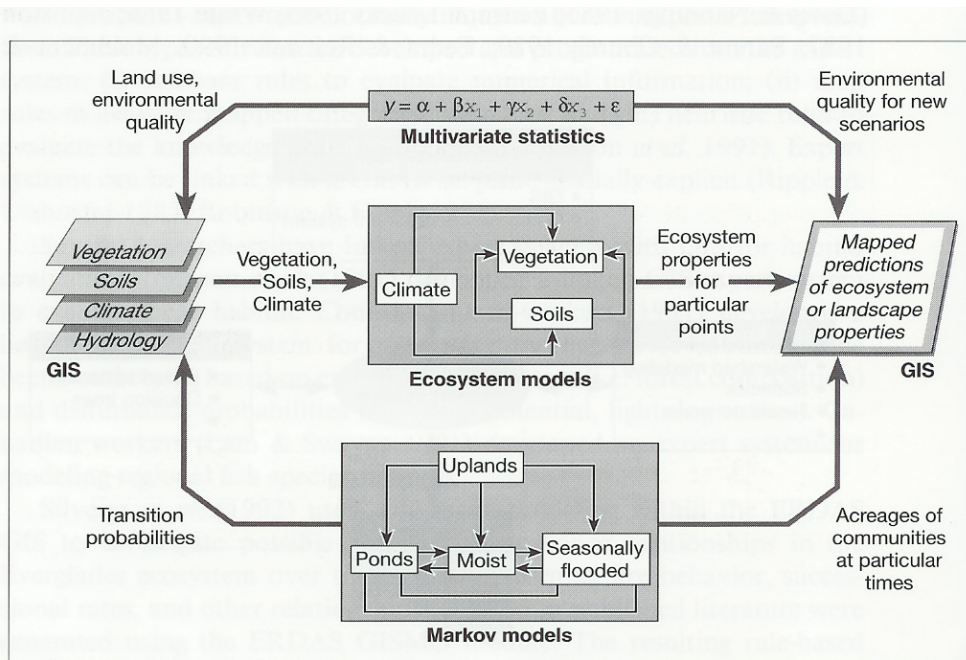 Land use,
environmental
quality
y = α + βx₁ + γx₂ + δx₃ + ε
Multivariate statistics
Environmental
quality for new
scenarios
Vegetation
Soils
Climate
Hydrology
GIS
Vegetation,
Soils,
Climate
Climate
Vegetation
Soils
Ecosystem models
Ecosystem
properties
for
particular
points
Mapped
predictions
of ecosystem
or landscape
properties
GIS
Transition
probabilities
Uplands
Ponds
Moist
Seasonally
flooded
Markov models
Acreages of
communities
at particular
times